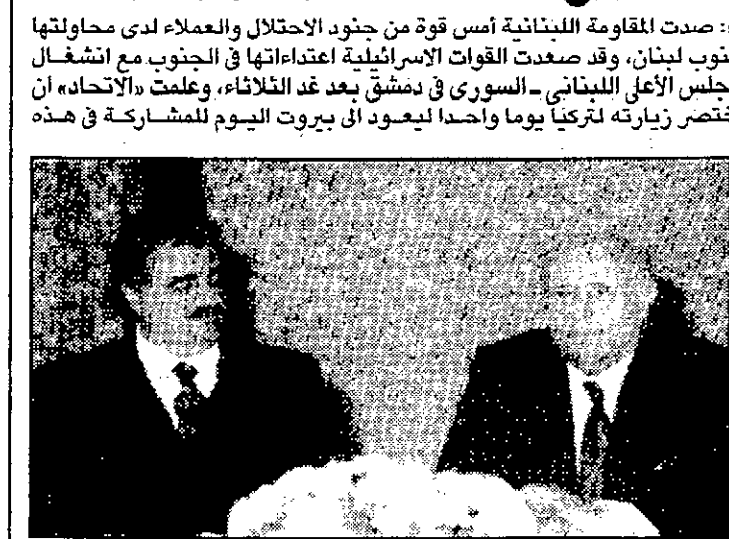 : صدت المقاومة اللبنانية أمس قوة من جنود الاحتلال والعملاء لدى محاولتها
نوب لبنان، وقد صعدت القوات الاسرائيلية اعتداءاتها في الجنوب مع انشغال
جلس الأعلى اللبناني ــ السوري في دمشق بعد غد الثلاثاء، وعلمت «الاتحاد» أن
ختصر زيارته لتركيا يوما واحدا ليعود الى بيروت اليوم للمشاركة في هذه